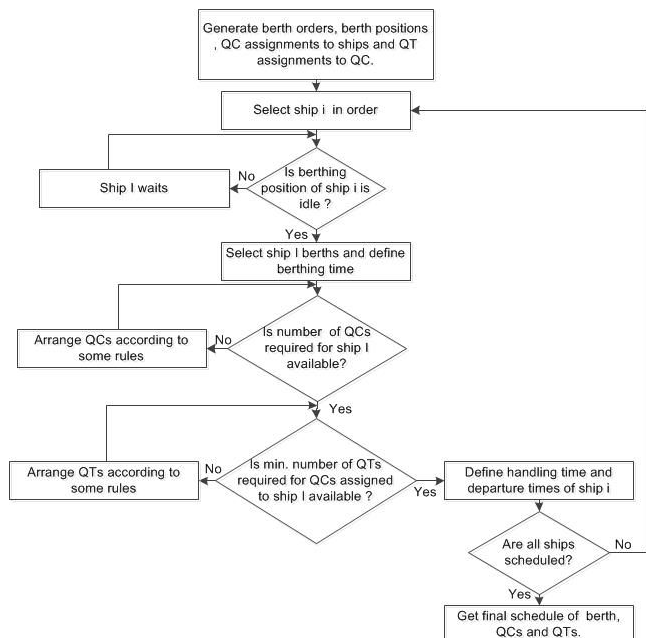 Generate berth orders, berth positions
, QC assignments to ships and QT
assignments to QC.
Select ship i in order
Is berthing
position of ship i is
idle ?
No
Ship I waits
Yes
Select ship I berths and define
berthing time
Is number of QCs
required for ship I
available?
No
Arrange QCs according to
some rules
Yes
Is min. number of QTs
required for QCs assigned
to ship I available ?
No
Arrange QTs according to
some rules
Yes
Define handling time and
departure times of ship i
Are all ships
scheduled?
No
Yes
Get final schedule of berth,
QCs and QTs.